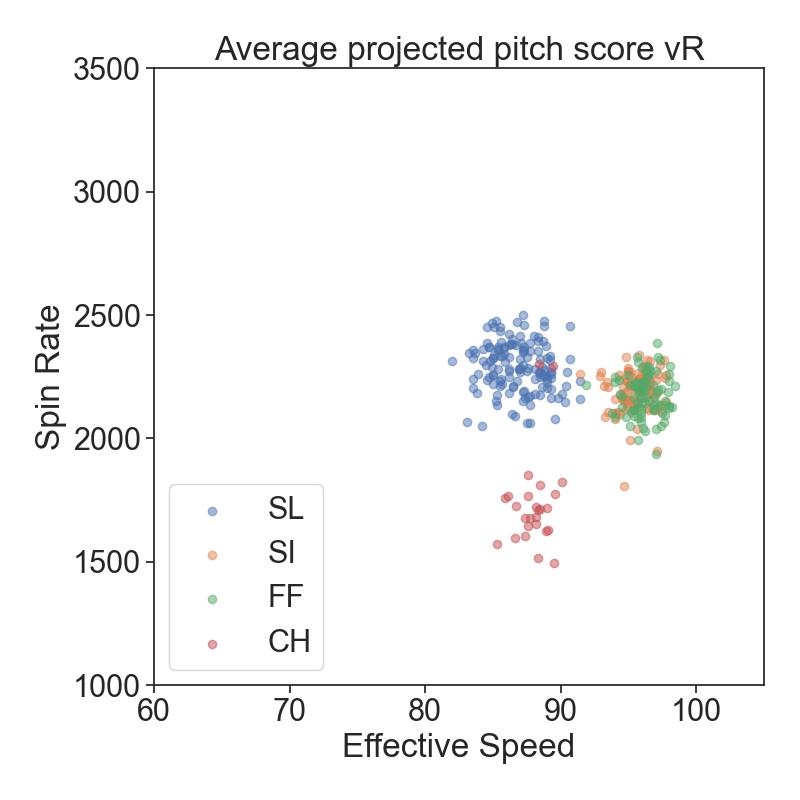 Average projected pitch score vR
3500
3000
2500
2000
1500
1000
Spin Rate
SL
SI
FF
CH
60
70
80
90
100
Effective Speed